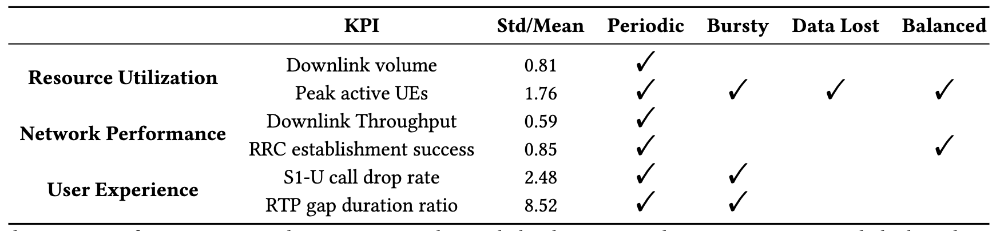 KPI Std/Mean Periodic Bursty Data Lost Balanced
Resource Utilization
Downlink volume 0.81 ✓
Peak active UEs 1.76 ✓ ✓ ✓ ✓
Network Performance
Downlink Throughput 0.59 ✓
RRC establishment success 0.85 ✓ ✓
User Experience
S1-U call drop rate 2.48 ✓ ✓
RTP gap duration ratio 8.52 ✓ ✓